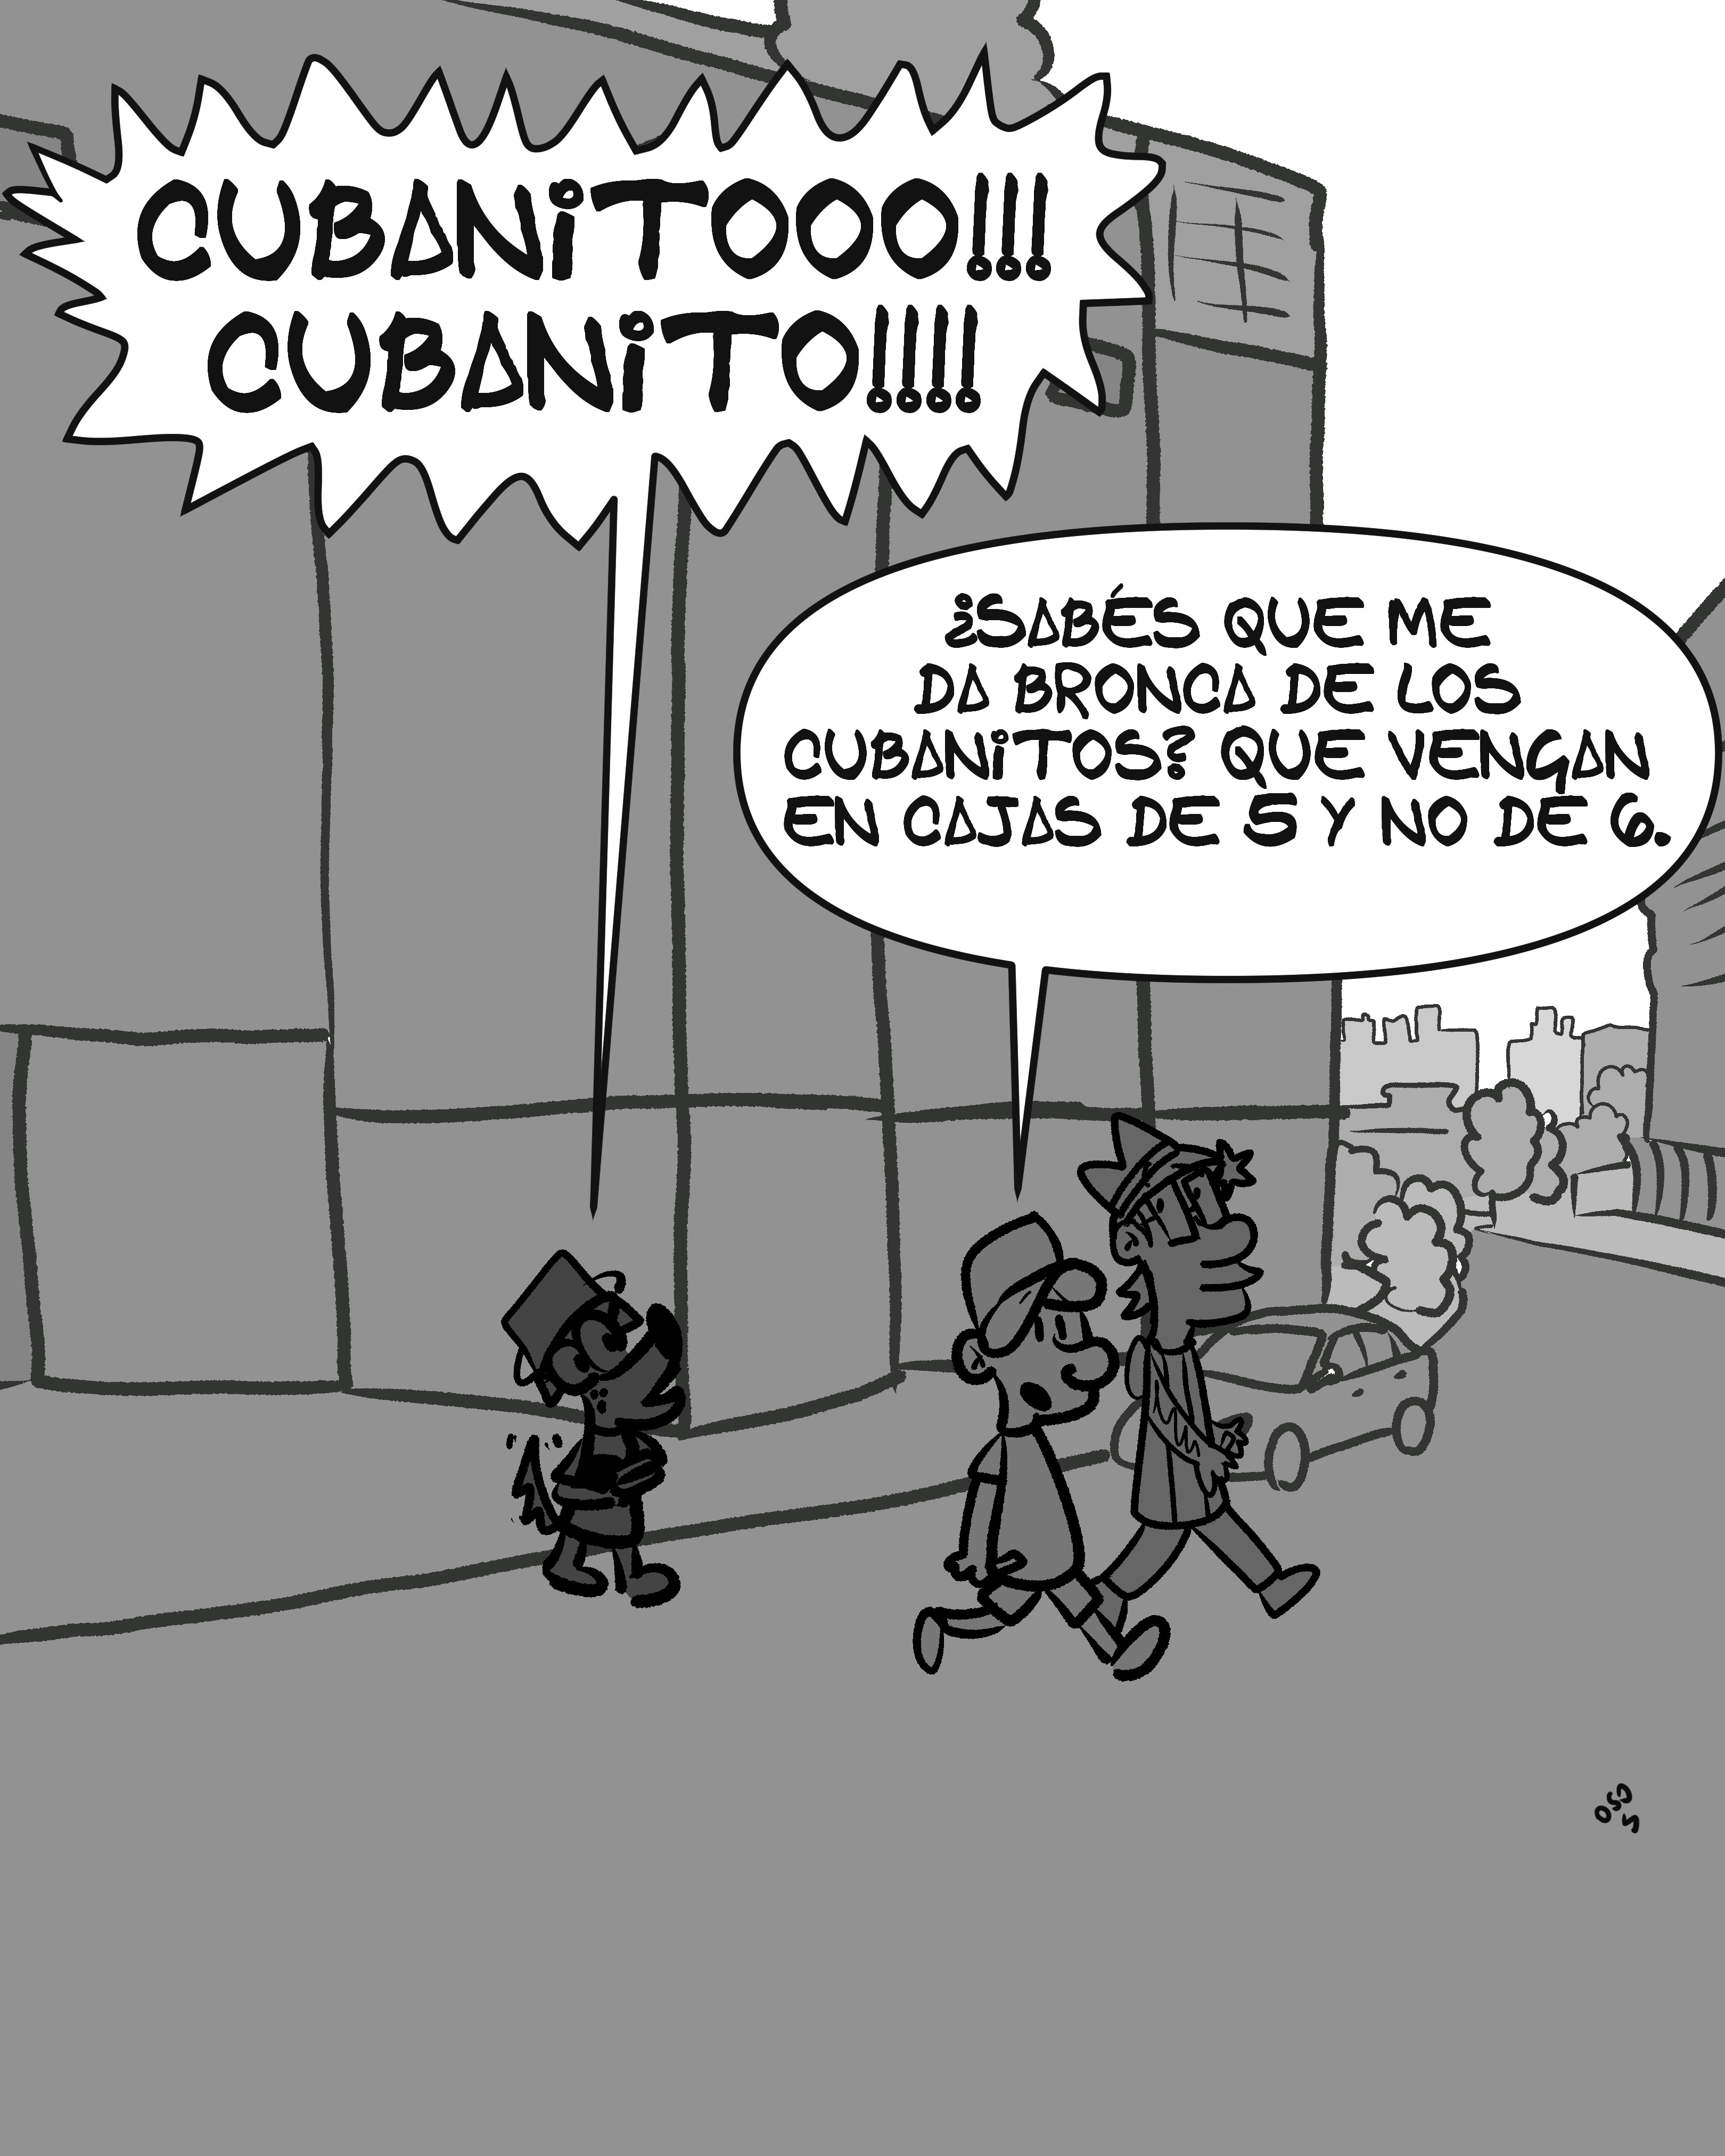 CUBANiTOOO!!!
CUBANiTO!!!!
¿SABÉS QUE ME
DA BRONCA DE LOS
CUBANiTOS? QUE VENGAN
EN CAJAS DE 5 Y NO DE 6.